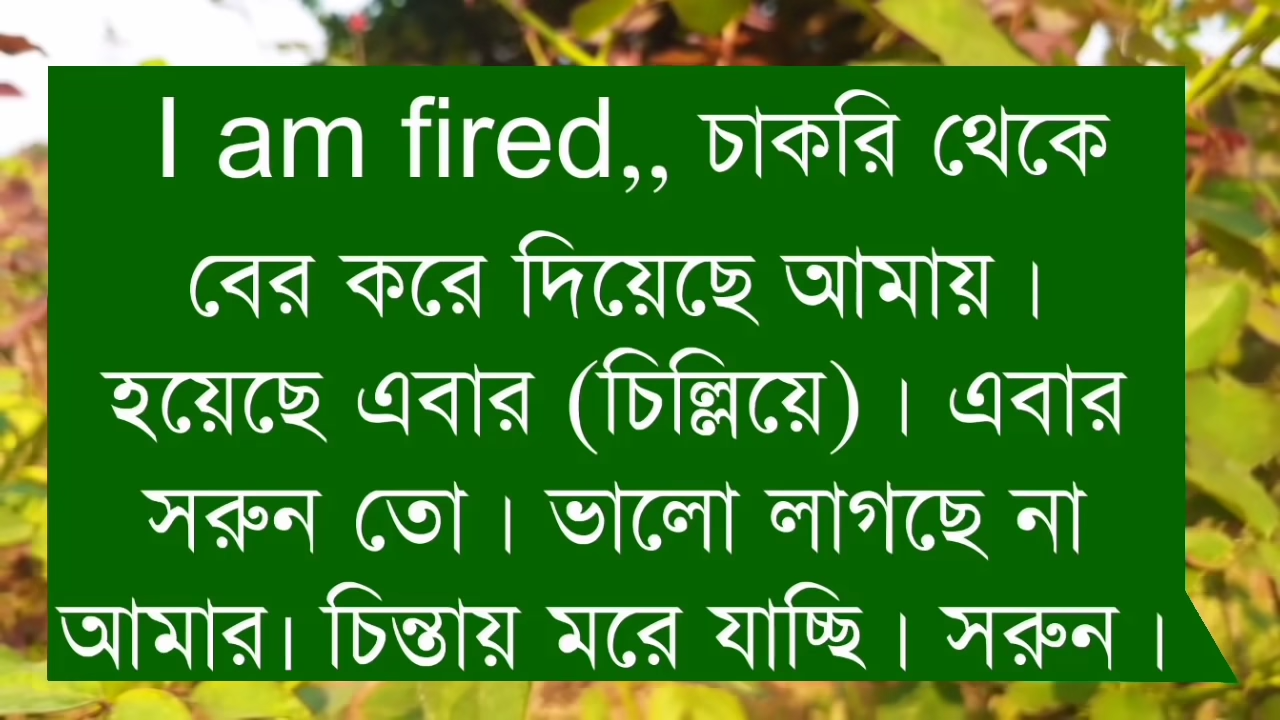 I am fired,, চাকরি থেকে
বের করে দিয়েছে আমায় ।
হয়েছে এবার (চিল্লিয়ে) । এবার
সরুন তো । ভালো লাগছে না
আমার। চিন্তায় মরে যাচ্ছি । সরুন ।